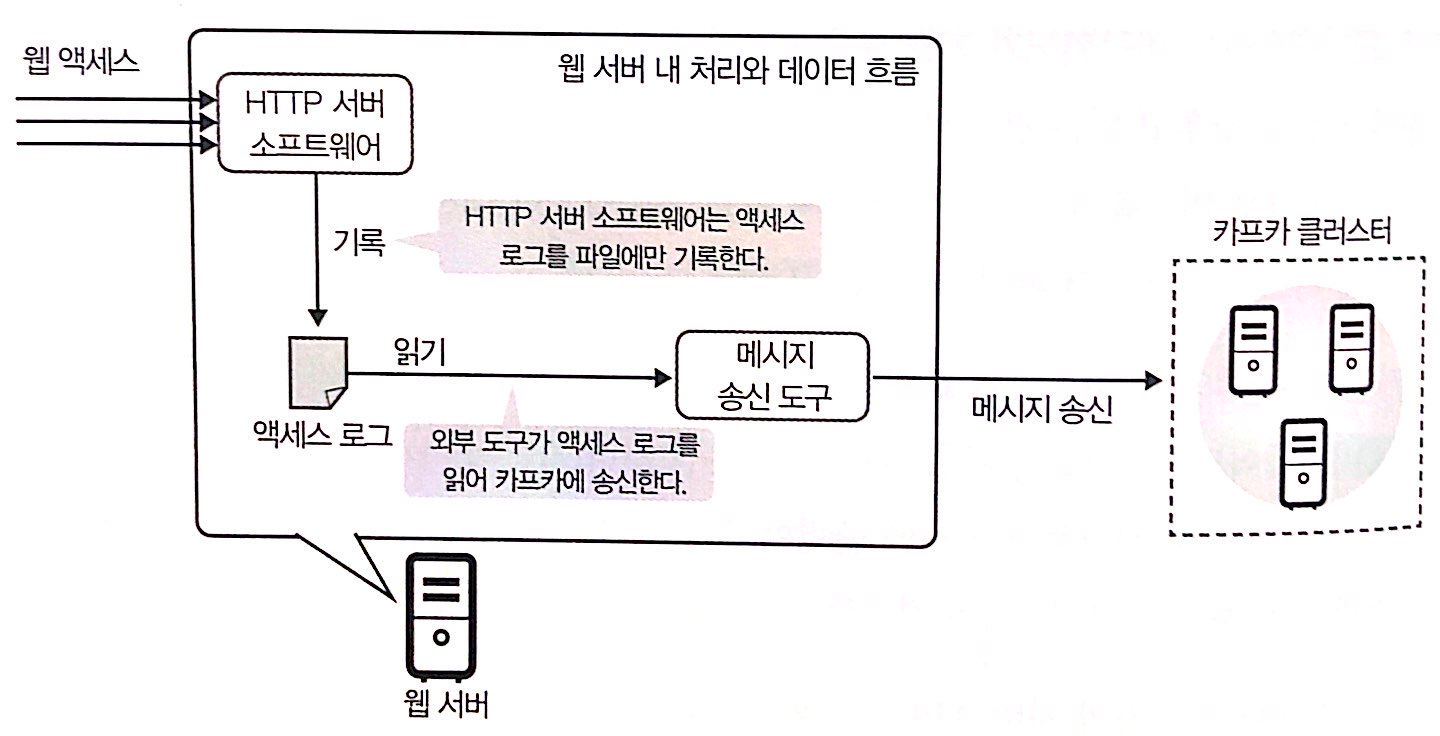 웹 액세스
웹 서버 내 처리와 데이터 흐름
HTTP 서버
소프트웨어
기록
HTTP 서버 소프트웨어는 액세스
로그를 파일에만 기록한다.
카프카 클러스터
읽기
메시지
송신 도구
메시지 송신
액세스 로그
외부 도구가 액세스 로그를
읽어 카프카에 송신한다.
웹 서버